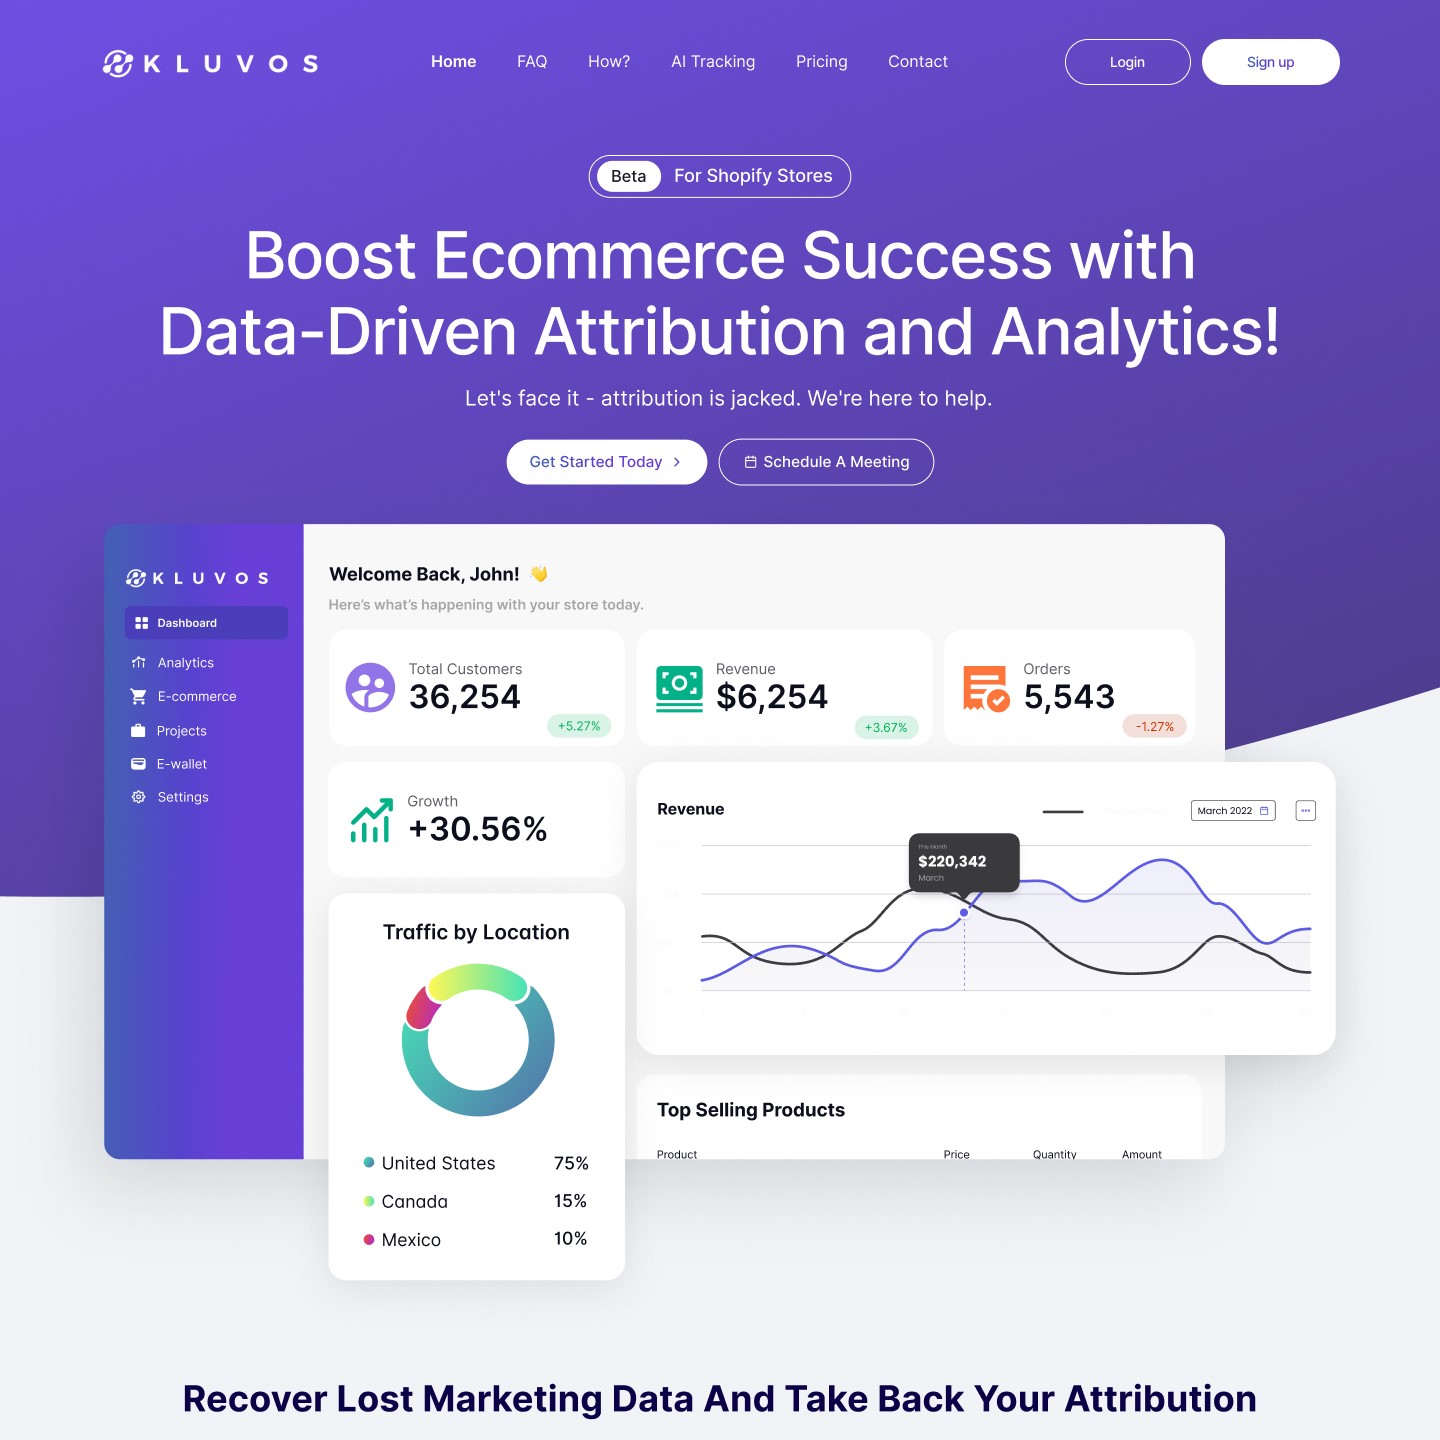 KLUVOS
Home
FAQ
How?
AI Tracking
Pricing
Contact
Login
Sign up
Beta
For Shopify Stores
Boost Ecommerce Success with
Data-Driven Attribution and Analytics!
Let's face it - attribution is jacked. We're here to help.
Get Started Today
Schedule A Meeting
KLUVOS
Dashboard
Analytics
E-commerce
Projects
E-wallet
Settings
Welcome Back, John! 👋
Here's what's happening with your store today.
Total Customers
36,254
+5.27%
Revenue
$6,254
+3.67%
Orders
5,543
-1.27%
Growth
+30.56%
Revenue
March 2022
This Month
$220,342
March
Traffic by Location
United States 75%
Canada 15%
Mexico 10%
Top Selling Products
Product Price Quantity Amount
Recover Lost Marketing Data And Take Back Your Attribution